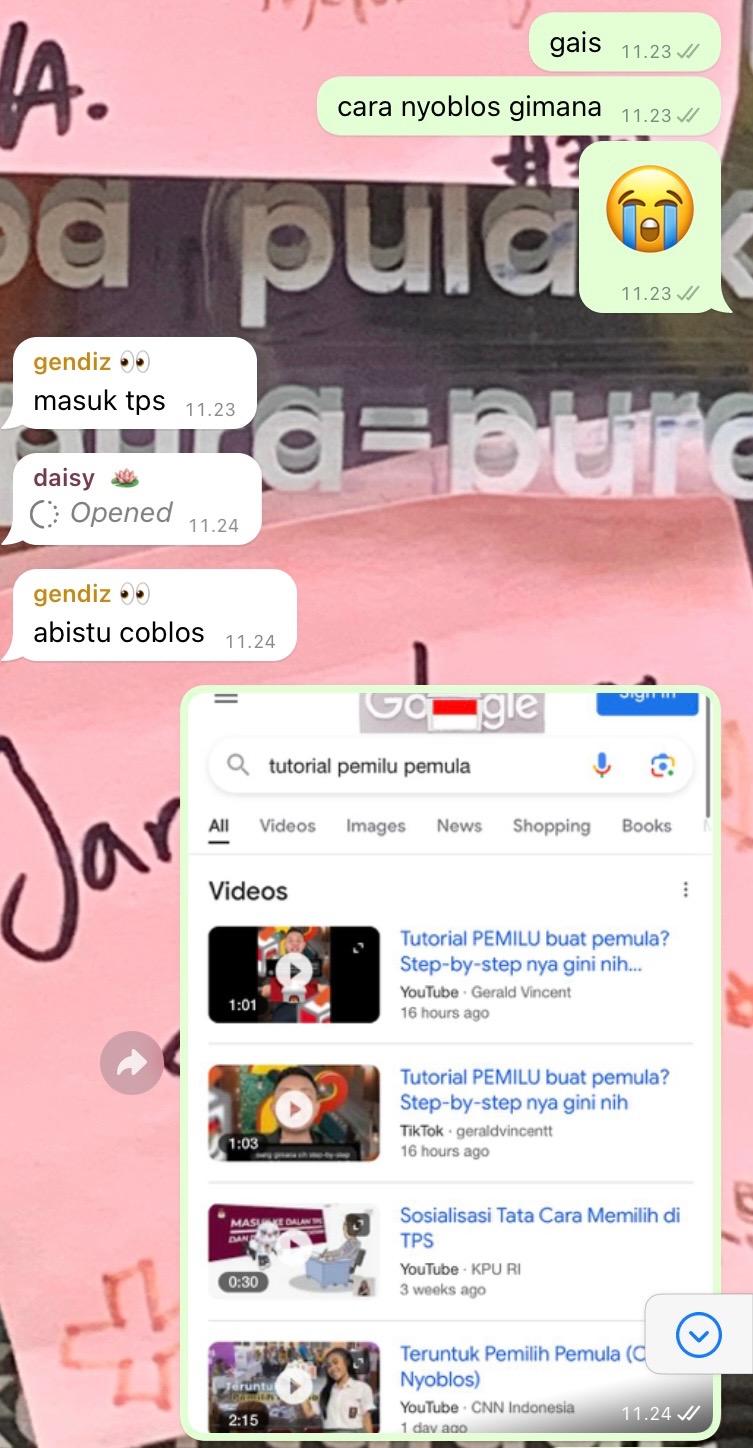 gais 11.23
cara nyoblos gimana 11.23
A.
pula
11.23
gendiz 👀
masuk tps 11.23
pura=pura
daisy 🪷
Opened 11.24
gendiz 👀
abistu coblos 11.24
Jan
Google
Sign in
tutorial pemilu pemula
All Videos Images News Shopping Books
Videos
Tutorial PEMILU buat pemula?
Step-by-step nya gini nih...
YouTube · Gerald Vincent
16 hours ago
1:01
Tutorial PEMILU buat pemula?
Step-by-step nya gini nih
TikTok · geraldvincentt
16 hours ago
1:03
Sosialisasi Tata Cara Memilih di
TPS
YouTube · KPU RI
3 weeks ago
0:30
Teruntuk Pemilih Pemula (C
Nyoblos)
YouTube · CNN Indonesia
1 day ago
2:15
11.24